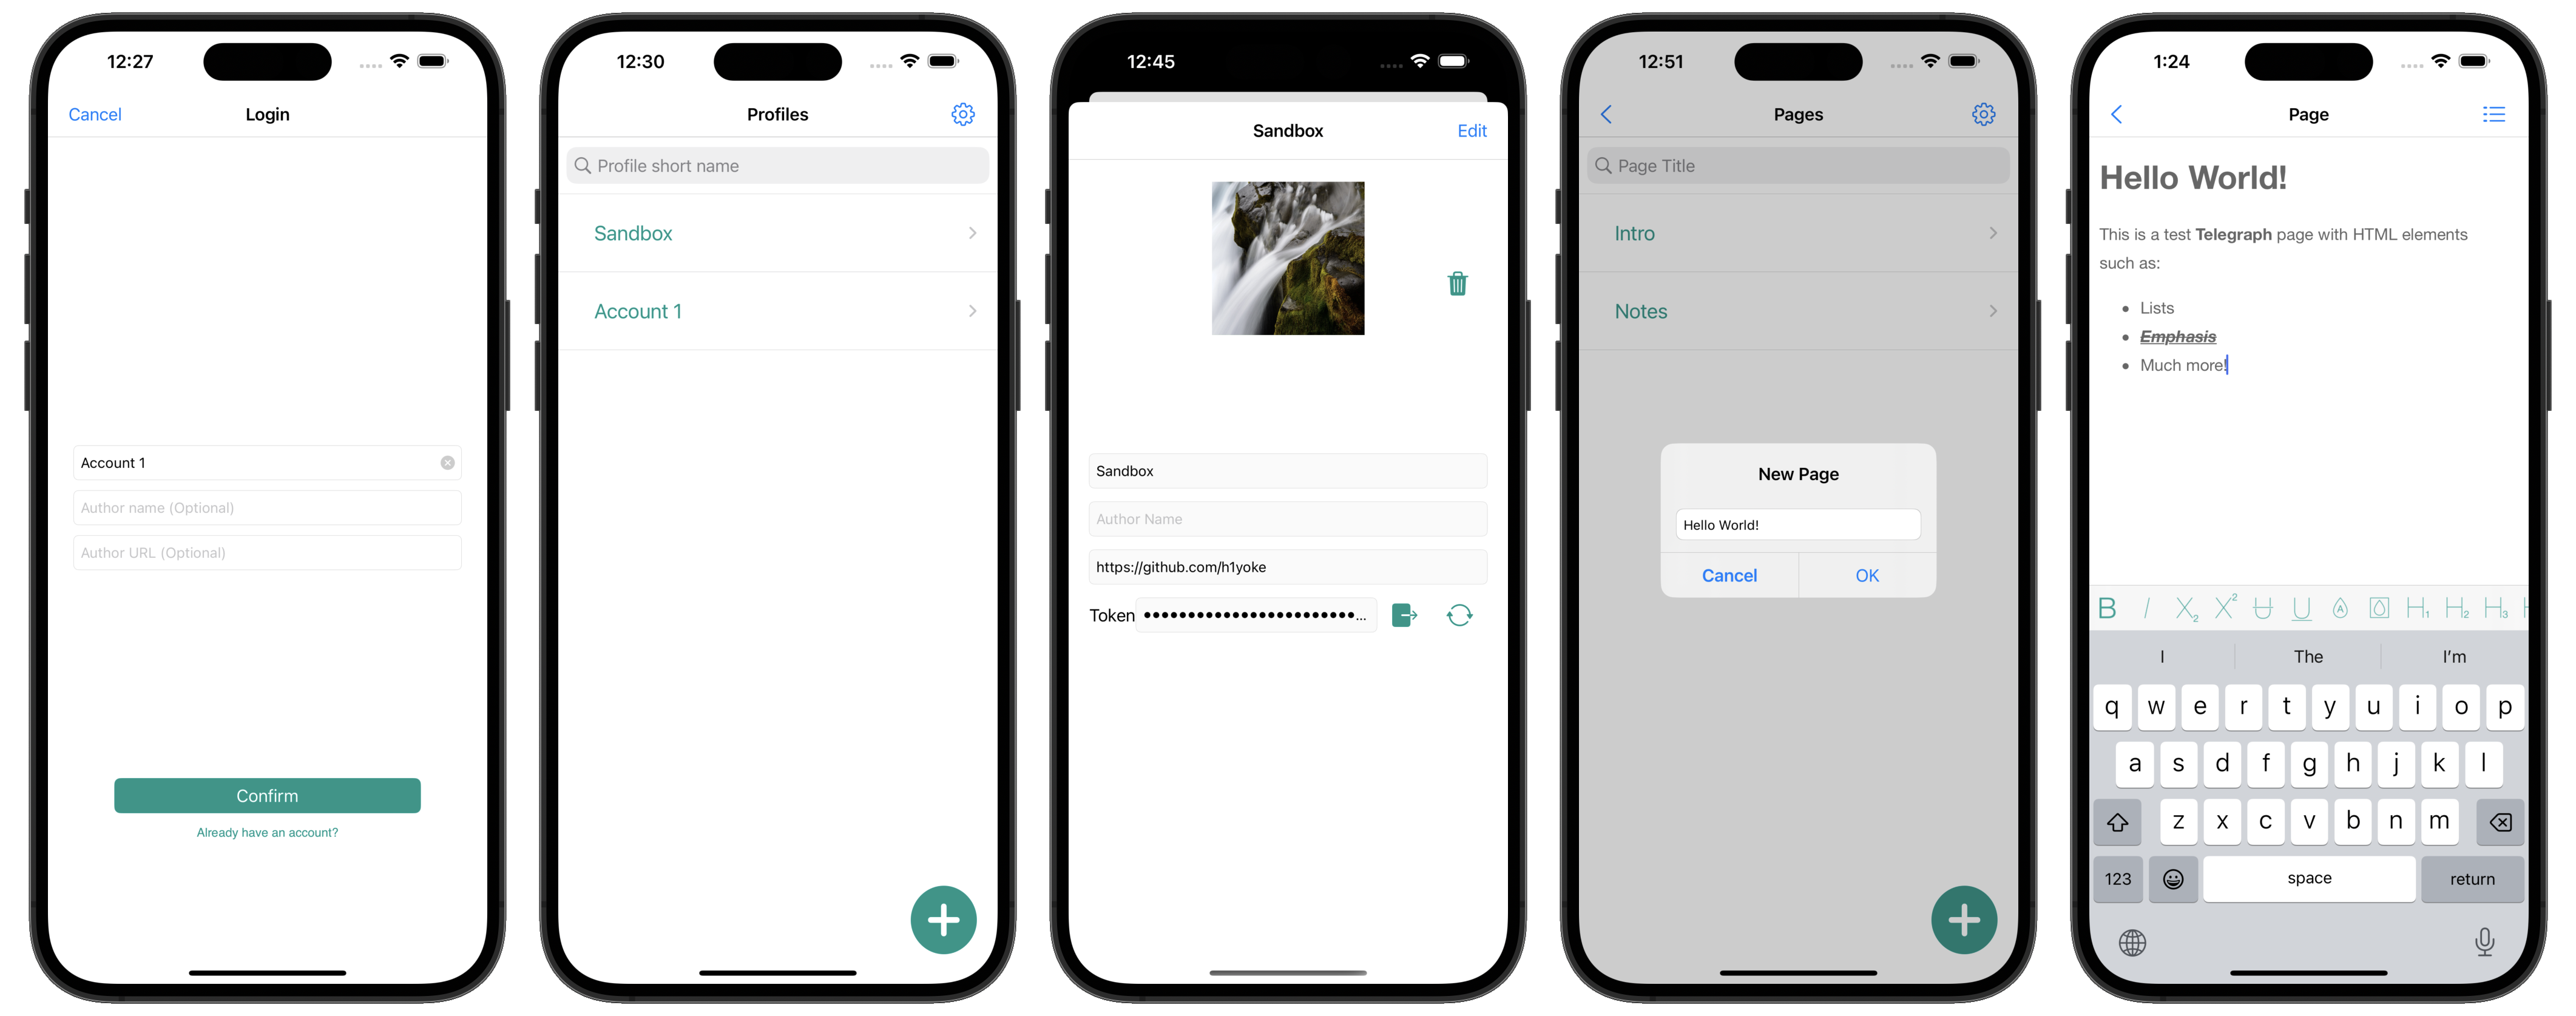 12:27
Cancel
Login
Account 1
Author name (Optional)
Author URL (Optional)
Confirm
Already have an account?
12:30
Profiles
Profile short name
Sandbox
Account 1
12:45
Sandbox
Edit
Sandbox
Author Name
https://github.com/h1yoke
Token ••••••••••••••••••••••••...
12:51
Pages
Page Title
Intro
Notes
New Page
Hello World!
Cancel
OK
1:24
Page
Hello World!
This is a test Telegraph page with HTML elements
such as:
• Lists
• Emphasis
• Much more!
B I X2 X2 U U A H1 H2 H3
I The I'm
q w e r t y u i o p
a s d f g h j k l
z x c v b n m
123 space return